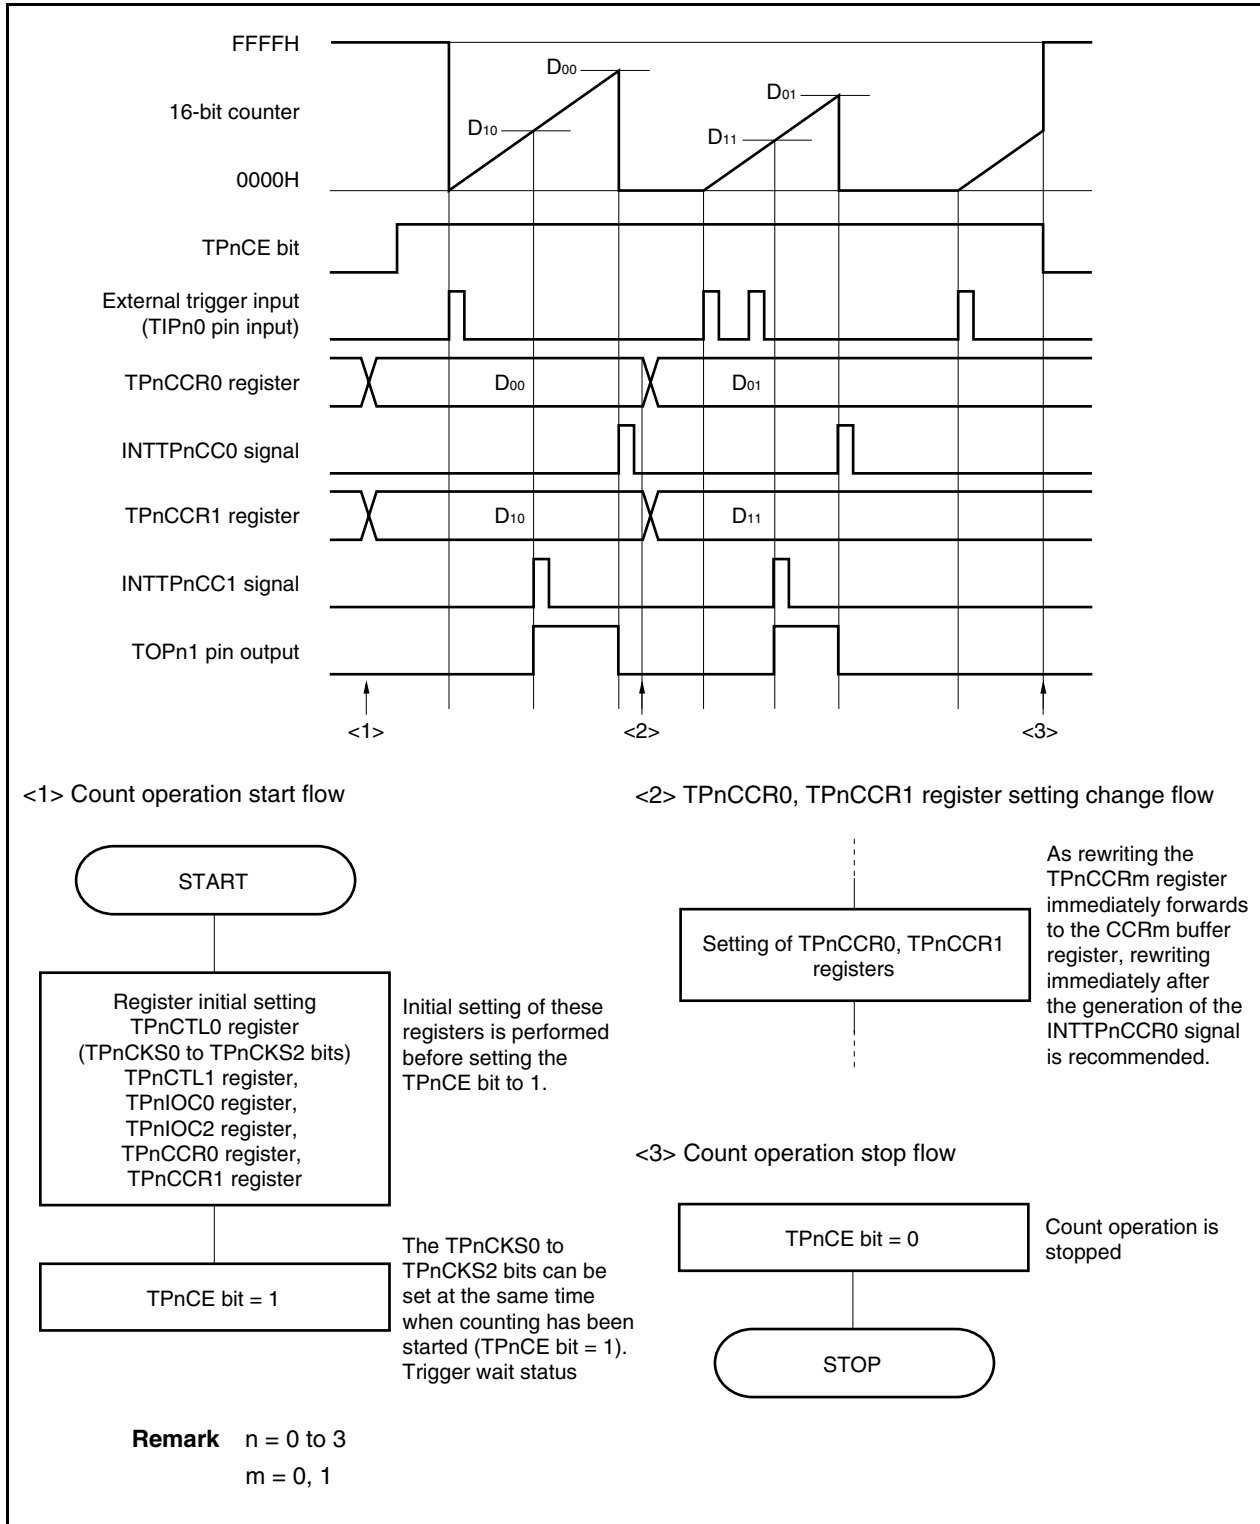 FFFFH
D00
D01
16-bit counter
D10
D11
0000H
TPnCE bit
External trigger input
(TIPn0 pin input)
TPnCCR0 register
D00
D01
INTTPnCC0 signal
TPnCCR1 register
D10
D11
INTTPnCC1 signal
TOPn1 pin output
<1>
<2>
<3>
<1> Count operation start flow
START
Register initial setting
TPnCTL0 register
(TPnCKS0 to TPnCKS2 bits)
TPnCTL1 register,
TPnIOC0 register,
TPnIOC2 register,
TPnCCR0 register,
TPnCCR1 register
Initial setting of these
registers is performed
before setting the
TPnCE bit to 1.
TPnCE bit = 1
The TPnCKS0 to
TPnCKS2 bits can be
set at the same time
when counting has been
started (TPnCE bit = 1).
Trigger wait status
<2> TPnCCR0, TPnCCR1 register setting change flow
Setting of TPnCCR0, TPnCCR1
registers
As rewriting the
TPnCCRm register
immediately forwards
to the CCRm buffer
register, rewriting
immediately after
the generation of the
INTTPnCCR0 signal
is recommended.
<3> Count operation stop flow
TPnCE bit = 0
Count operation is
stopped
STOP
Remark n = 0 to 3
m = 0, 1